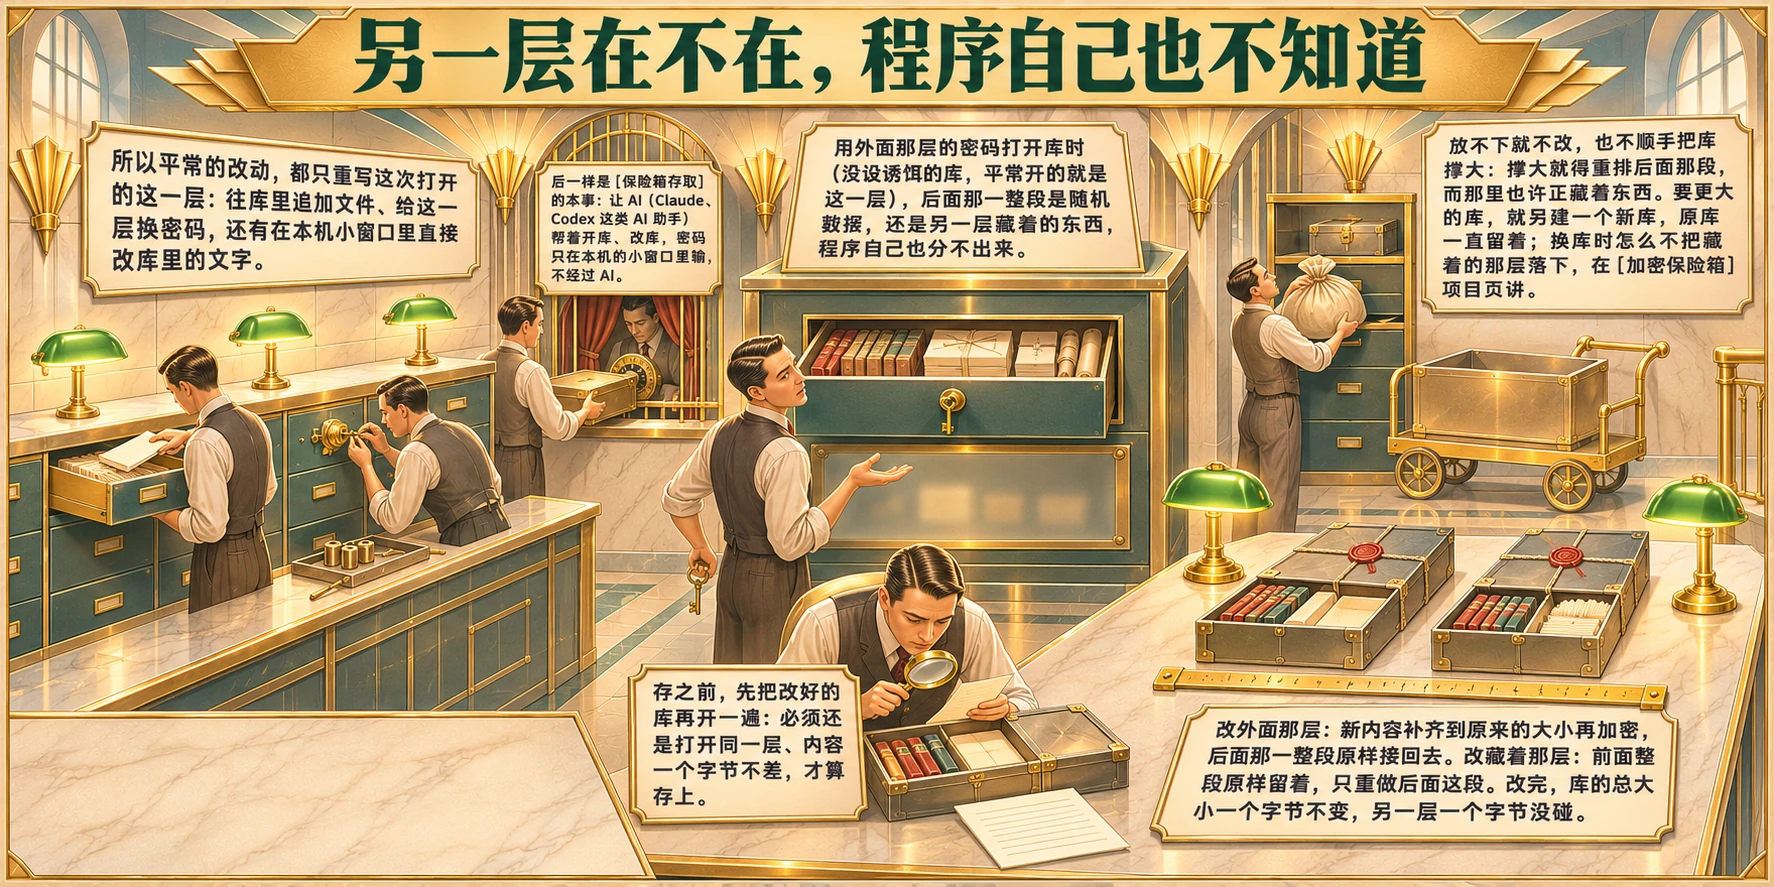 另一层在不在，程序自己也不知道
所以平常的改动，都只重写这次打开
的这一层：往库里追加文件、给这一
层换密码，还有在本机小窗口里直接
改库里的文字。
后一样是［保险箱存取］
的本事：让 AI（Claude、
Codex 这类 AI 助手）
帮着开库、改库，密码
只在本机的小窗口里输，
不经过 AI。
用外面那层的密码打开库时
（没设诱饵的库，平常开的就是
这一层），后面那一整段是随机
数据，还是另一层藏着的东西，
程序自己也分不出来。
放不下就不改，也不顺手把库
撑大：撑大就得重排后面那段，
而那里也许正藏着东西。要更大
的库，就另建一个新库，原库
一直留着；换库时怎么不把藏
着的那层落下，在［加密保险箱］
项目页讲。
存之前，先把改好的
库再开一遍：必须还
是打开同一层、内容
一个字节不差，才算
存上。
改外面那层：新内容补齐到原来的大小再加密，
后面那一整段原样接回去。改藏着那层：前面整
段原样留着，只重做后面这段。改完，库的总大
小一个字节不变，另一层一个字节没碰。